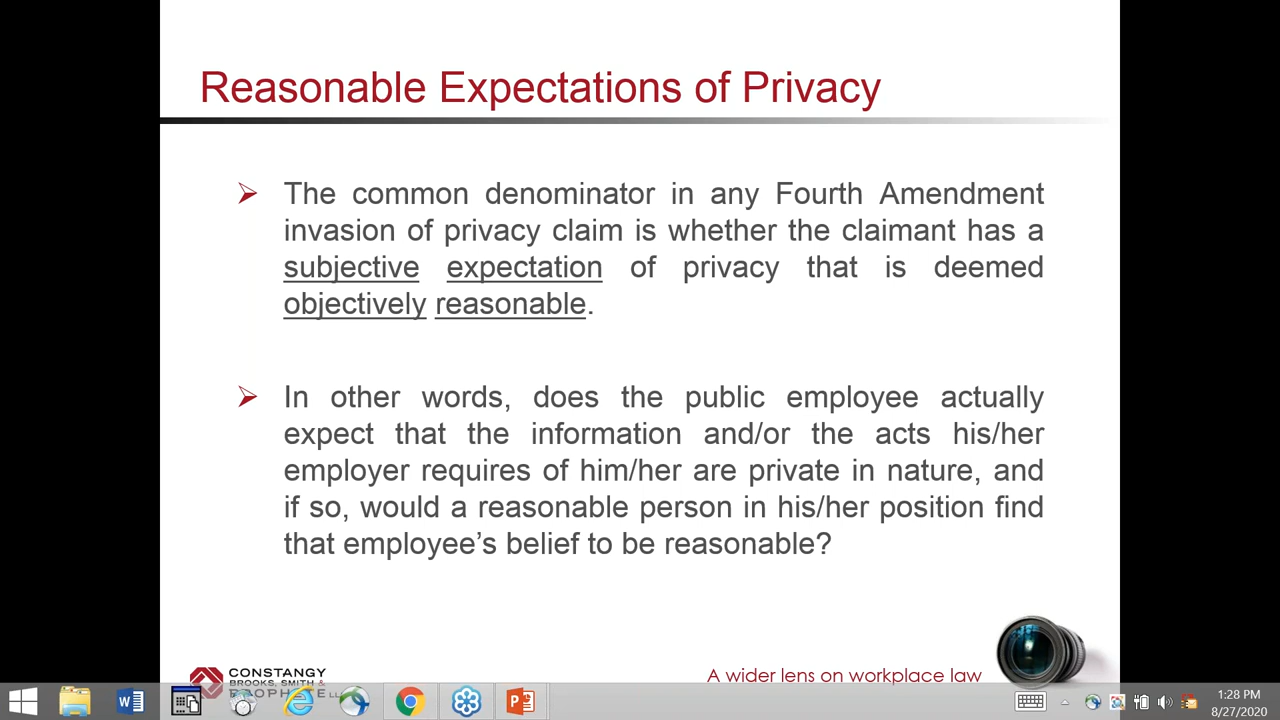 Reasonable Expectations of Privacy
The common denominator in any Fourth Amendment
invasion of privacy claim is whether the claimant has a
subjective expectation of privacy that is deemed
objectively reasonable.
In other words, does the public employee actually
expect that the information and/or the acts his/her
employer requires of him/her are private in nature, and
if so, would a reasonable person in his/her position find
that employee's belief to be reasonable?
CONSTANGY
BROOKS, SMITH &
A wider lens on workplace law
1:28 PM
8/27/2020